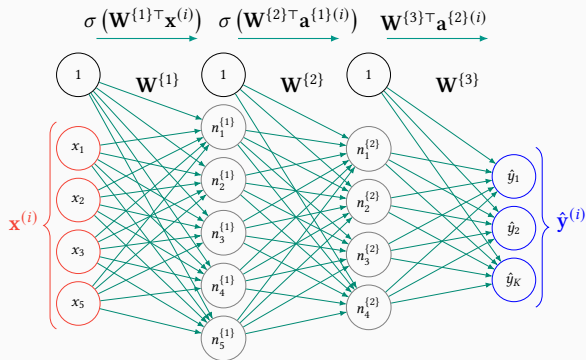 σ (W^{1}⊤ x^(i)) σ (W^{2}⊤ a^{1}(i)) W^{3}⊤ a^{2}(i)
1 W^{1} 1 W^{2} 1 W^{3}
x₁
x₂
x₃
x₅
x^(i)
n₁^{1}
n₂^{1}
n₃^{1}
n₄^{1}
n₅^{1}
n₁^{2}
n₂^{2}
n₃^{2}
n₄^{2}
ŷ₁
ŷ₂
ŷ_K
ŷ^(i)